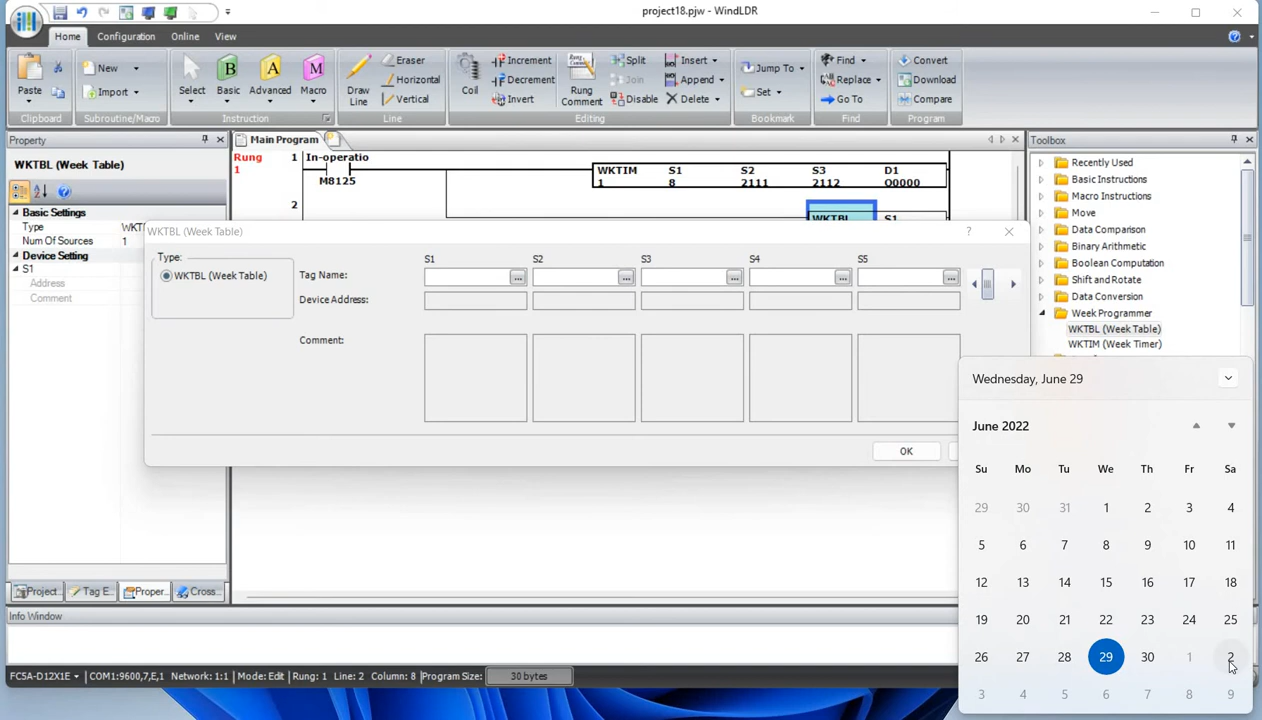 project18.pjw - WindLDR
Home Configuration Online View
Paste
Clipboard
New
Import
Subroutine/Macro
Select
Basic
Advanced
Macro
B A M
Instruction
Draw
Line
Eraser
Horizontal
Vertical
Line
Coil
Increment
Decrement
Invert
Rung
Comment
Split
Join
Disable
Insert
Append
Delete
Editing
Jump To
Set
Bookmark
Find
Replace
Go To
Find
Convert
Download
Compare
Program
Property
WKTBL (Week Table)
Basic Settings
Type WKT
Num Of Sources 1
Device Setting
S1
Address
Comment
Project Tag E... Proper... Cross...
Main Program
Rung 1 In-operatio
1
M8125
WKTIM S1 S2 S3 D1
1 8 2111 2112 Q0000
2
WKTBL S1
WKTBL (Week Table)
Type:
WKTBL (Week Table)
S1 S2 S3 S4 S5
Tag Name:
Device Address:
Comment:
OK
Toolbox
Recently Used
Basic Instructions
Macro Instructions
Move
Data Comparison
Binary Arithmetic
Boolean Computation
Shift and Rotate
Data Conversion
Week Programmer
WKTBL (Week Table)
WKTIM (Week Timer)
Wednesday, June 29
June 2022
Su Mo Tu We Th Fr Sa
29 30 31 1 2 3 4
5 6 7 8 9 10 11
12 13 14 15 16 17 18
19 20 21 22 23 24 25
26 27 28 29 30 1 2
3 4 5 6 7 8 9
Info Window
FC5A-D12X1E COM1:9600,7,E,1 Network: 1:1 Mode: Edit Rung: 1 Line: 2 Column: 8 Program Size: 30 bytes